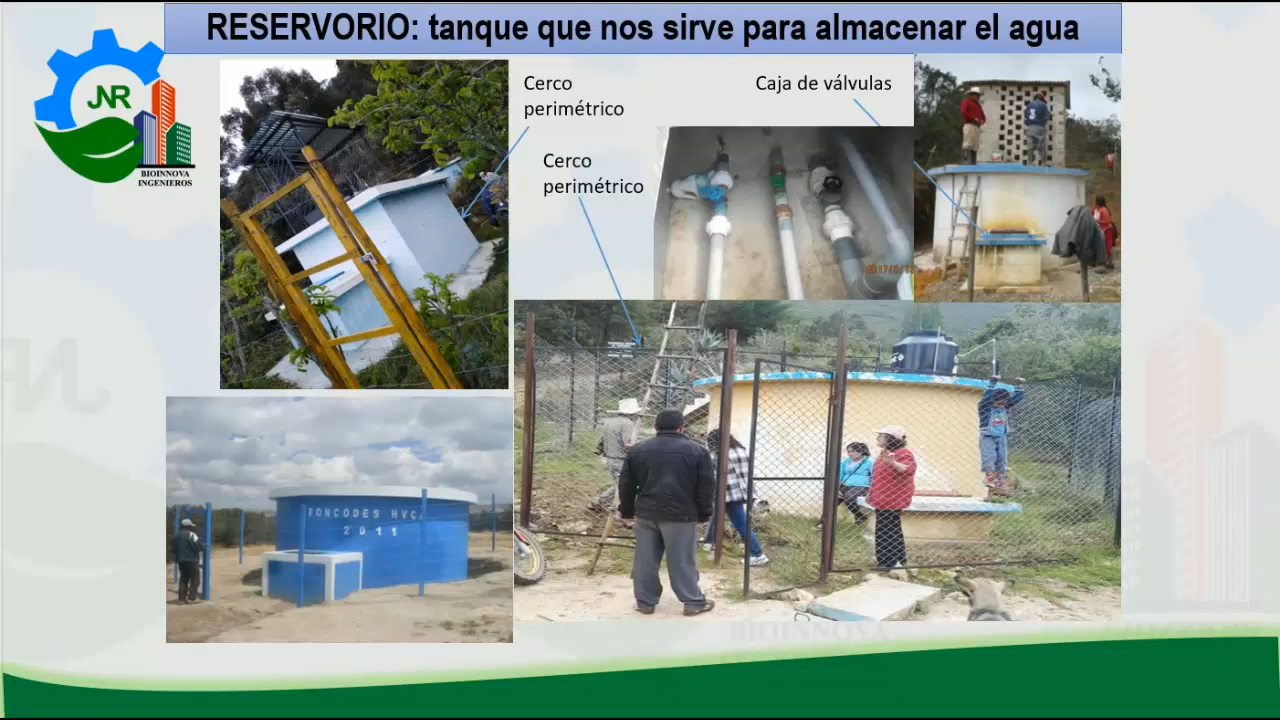 RESERVORIO: tanque que nos sirve para almacenar el agua
JNR
BIOINNOVA
INGENIEROS
Cerco
perimétrico
Caja de válvulas
Cerco
perimétrico
FONCODES HVCA
2011
BIOINNOVA